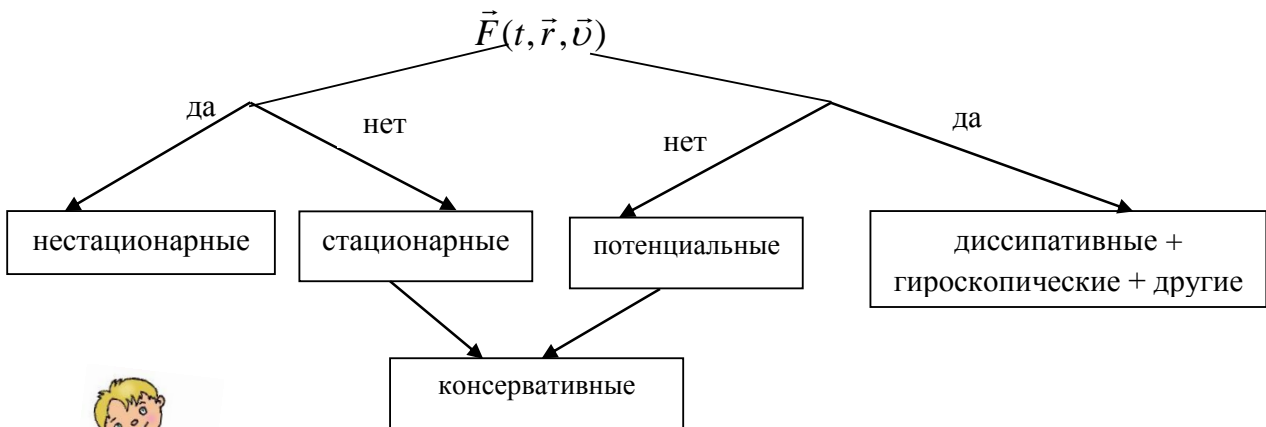 F⃗(t, r⃗, υ⃗)
да
нет
нет
да
нестационарные
стационарные
потенциальные
диссипативные +
гироскопические + другие
консервативные